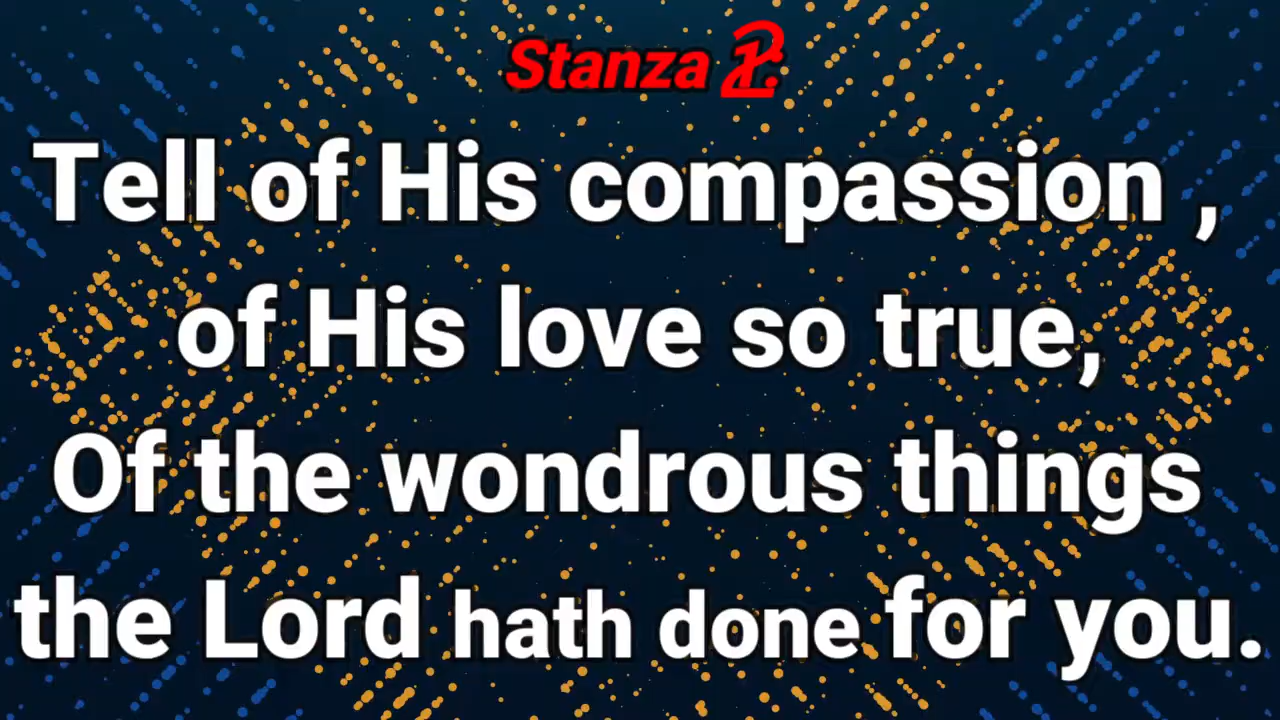 Stanza
Tell of His compassion ,
of His love so true,
Of the wondrous things
the Lord hath done for you.